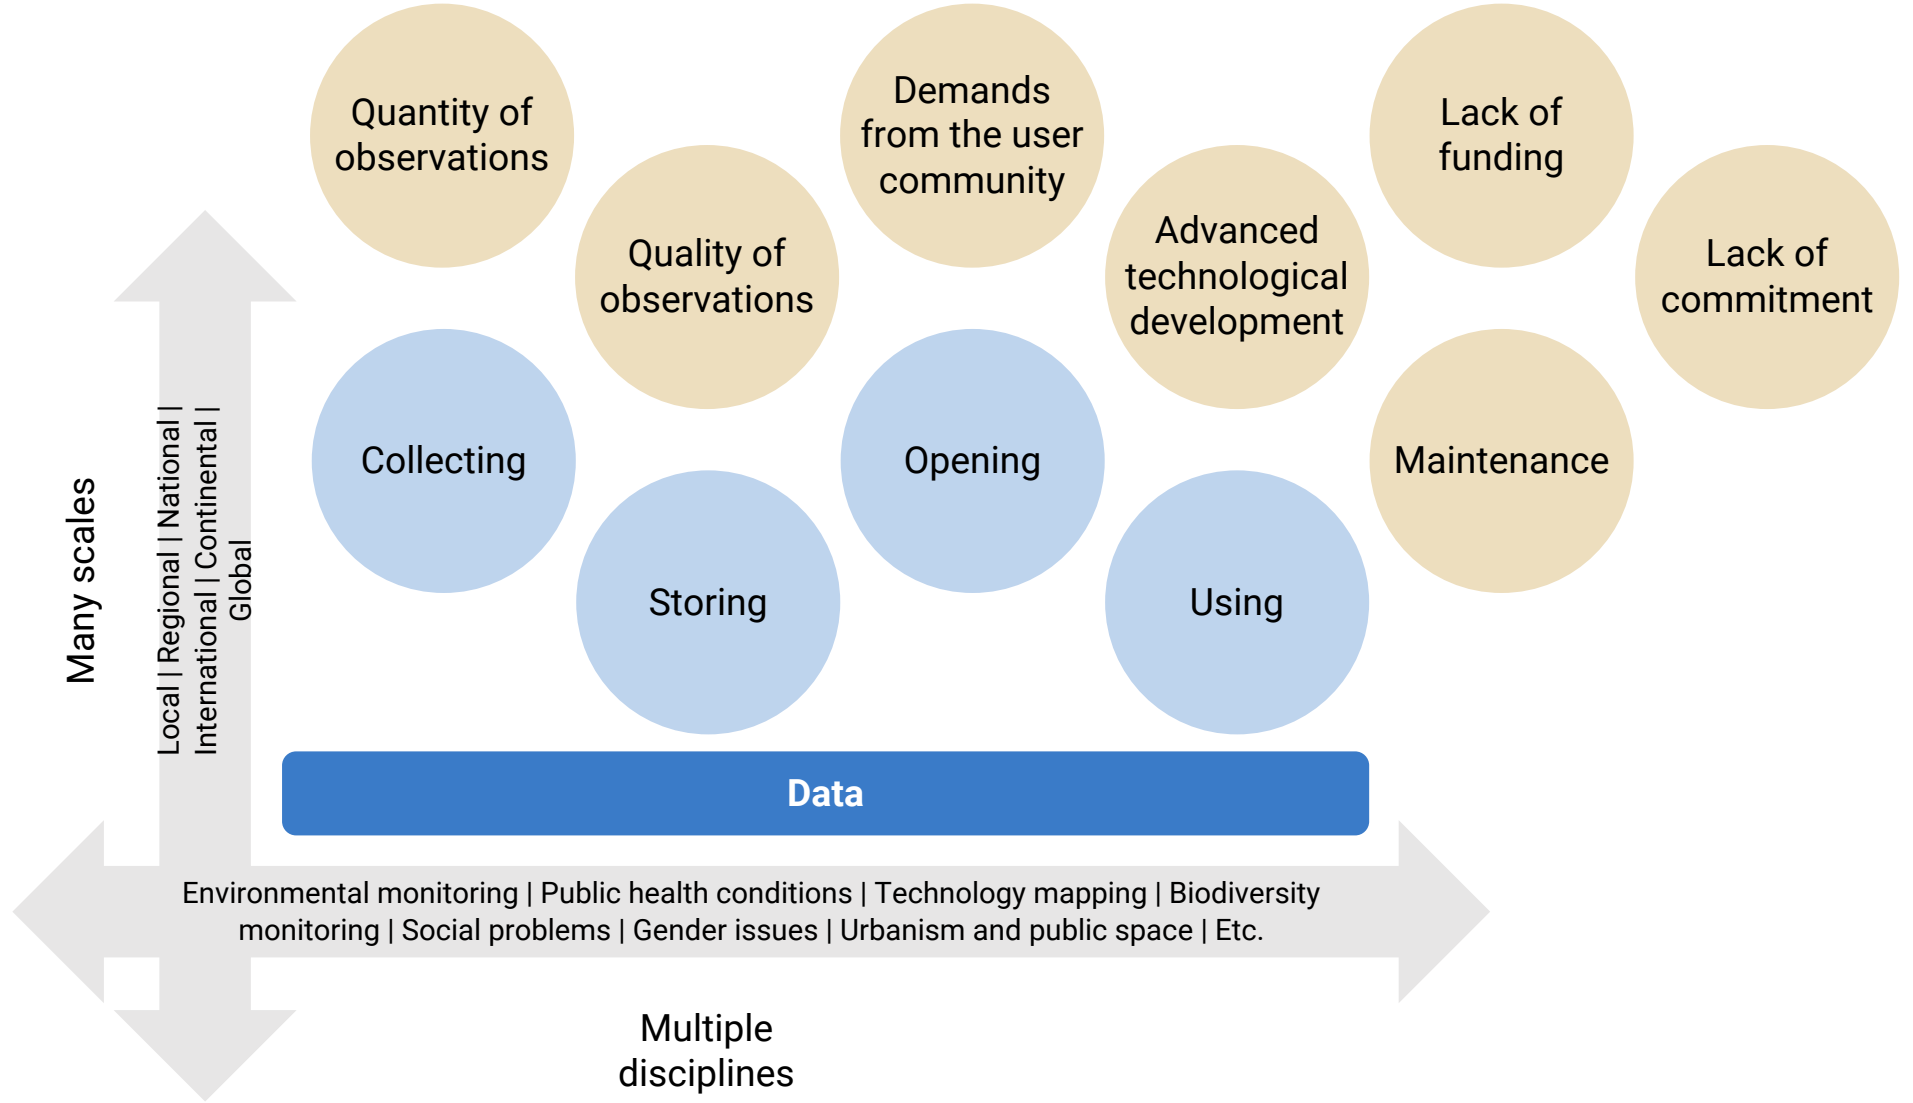 Quantity of
observations
Quality of
observations
Demands
from the user
community
Advanced
technological
development
Lack of
funding
Lack of
commitment
Collecting
Storing
Opening
Using
Maintenance
Many scales
Local | Regional | National |
International | Continental |
Global
Data
Environmental monitoring | Public health conditions | Technology mapping | Biodiversity
monitoring | Social problems | Gender issues | Urbanism and public space | Etc.
Multiple
disciplines